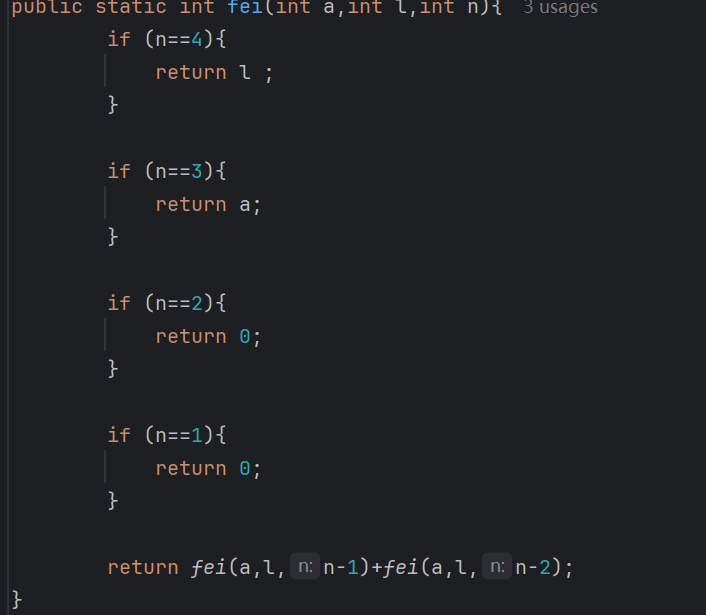 public static int fei(int a,int l,int n){ 3 usages
if (n==4){
return l ;
}
if (n==3){
return a;
}
if (n==2){
return 0;
}
if (n==1){
return 0;
}
return fei(a,l, n: n-1)+fei(a,l, n: n-2);
}